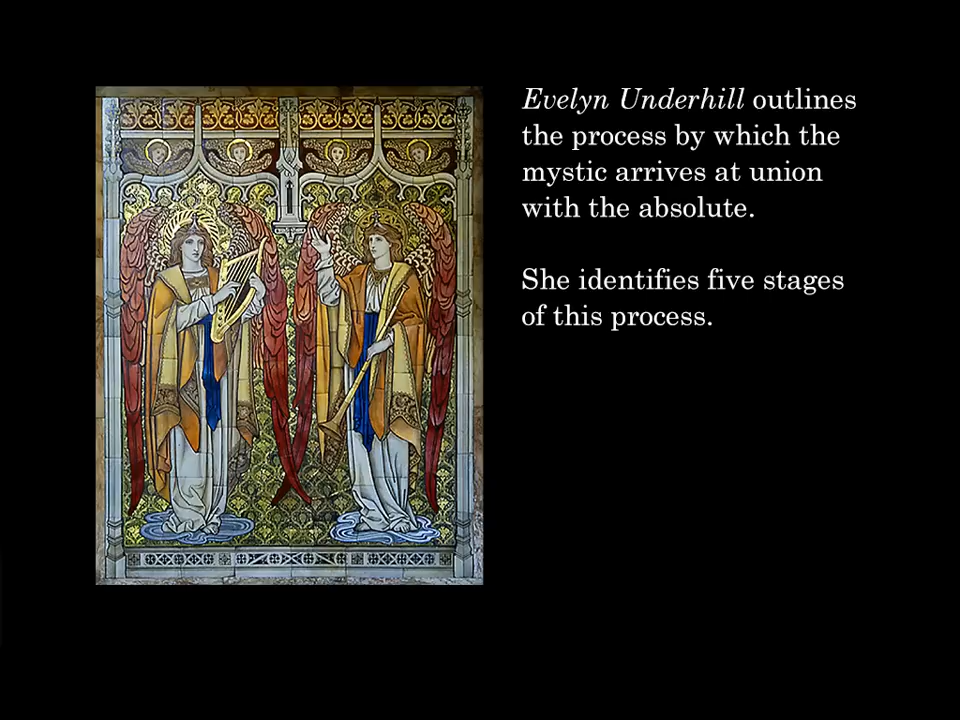 Evelyn Underhill outlines
the process by which the
mystic arrives at union
with the absolute.
She identifies five stages
of this process.